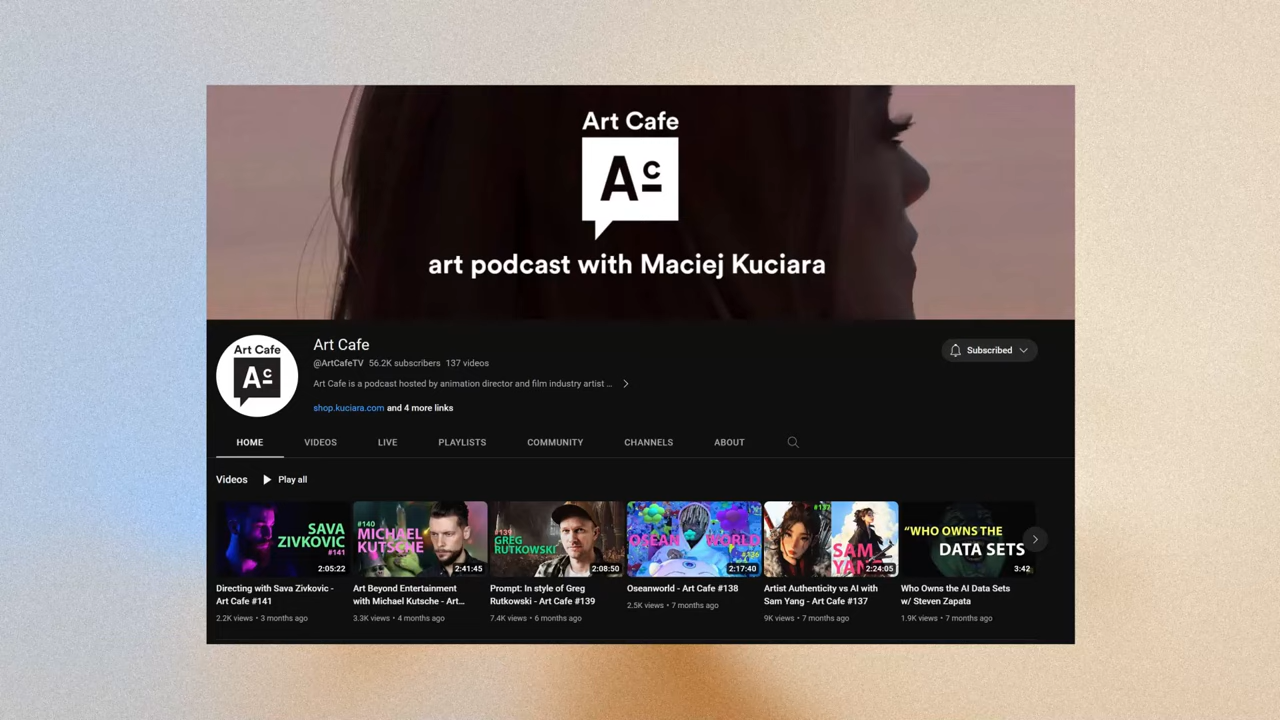 Art Cafe
Ac
art podcast with Maciej Kuciara
Art Cafe
Ac
Art Cafe
@ArtCafeTV 56.2K subscribers 137 videos
Art Cafe is a podcast hosted by animation director and film industry artist ...
shop.kuciara.com and 4 more links
Subscribed
HOME VIDEOS LIVE PLAYLISTS COMMUNITY CHANNELS ABOUT
Videos Play all
SAVA
ZIVKOVIC
#141
2:05:22
Directing with Sava Zivkovic -
Art Cafe #141
2.2K views • 3 months ago
#140
MICHAEL
KUTSCHE
2:41:45
Art Beyond Entertainment
with Michael Kutsche - Art...
3.3K views • 4 months ago
#139
GREG
RUTKOWSKI
2:08:50
Prompt: In style of Greg
Rutkowski - Art Cafe #139
7.4K views • 6 months ago
OSEAN WORLD
#136
2:17:40
Oseanworld - Art Cafe #138
2.5K views • 7 months ago
#137
SAM
YANG
2:24:05
Artist Authenticity vs AI with
Sam Yang - Art Cafe #137
9K views • 7 months ago
“WHO OWNS THE
DATA SETS
3:42
Who Owns the AI Data Sets
w/ Steven Zapata
1.9K views • 7 months ago